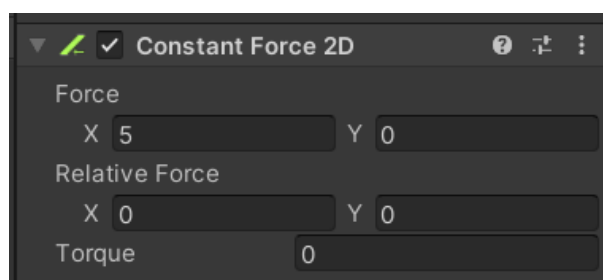 Constant Force 2D
Force
X 5 Y 0
Relative Force
X 0 Y 0
Torque 0